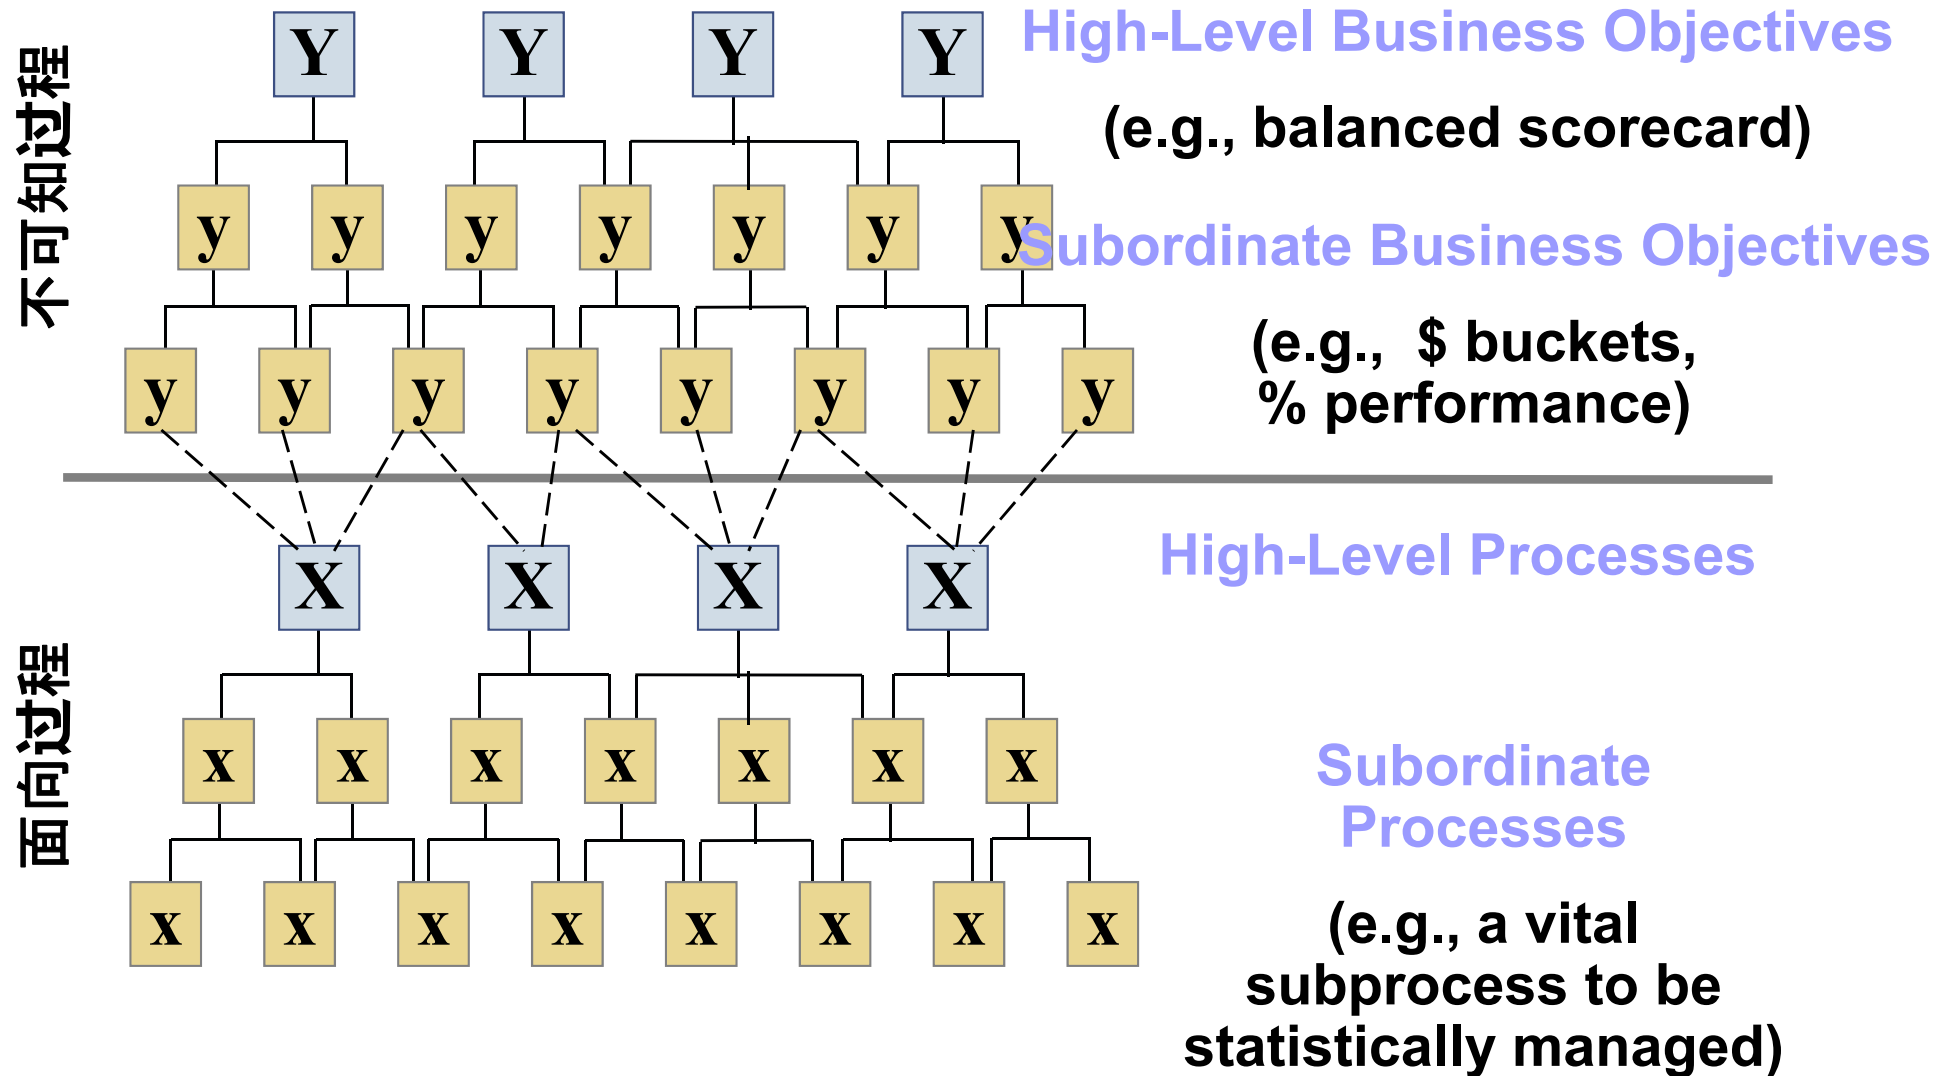 不可知过程
Y Y Y Y
High-Level Business Objectives
(e.g., balanced scorecard)
y y y y y y y
Subordinate Business Objectives
(e.g., $ buckets,
% performance)
y y y y y y y y
面向过程
X X X X
High-Level Processes
x x x x x x x
Subordinate
Processes
x x x x x x x x
(e.g., a vital
subprocess to be
statistically managed)